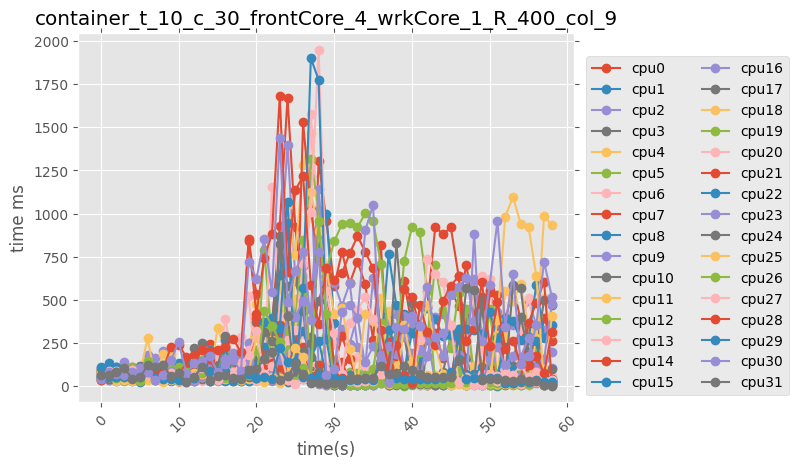 container_t_10_c_30_frontCore_4_wrkCore_1_R_400_col_9
2000
1750
1500
1250
1000
750
500
250
0
time ms
0
10
20
30
40
50
60
time(s)
cpu0
cpu1
cpu2
cpu3
cpu4
cpu5
cpu6
cpu7
cpu8
cpu9
cpu10
cpu11
cpu12
cpu13
cpu14
cpu15
cpu16
cpu17
cpu18
cpu19
cpu20
cpu21
cpu22
cpu23
cpu24
cpu25
cpu26
cpu27
cpu28
cpu29
cpu30
cpu31